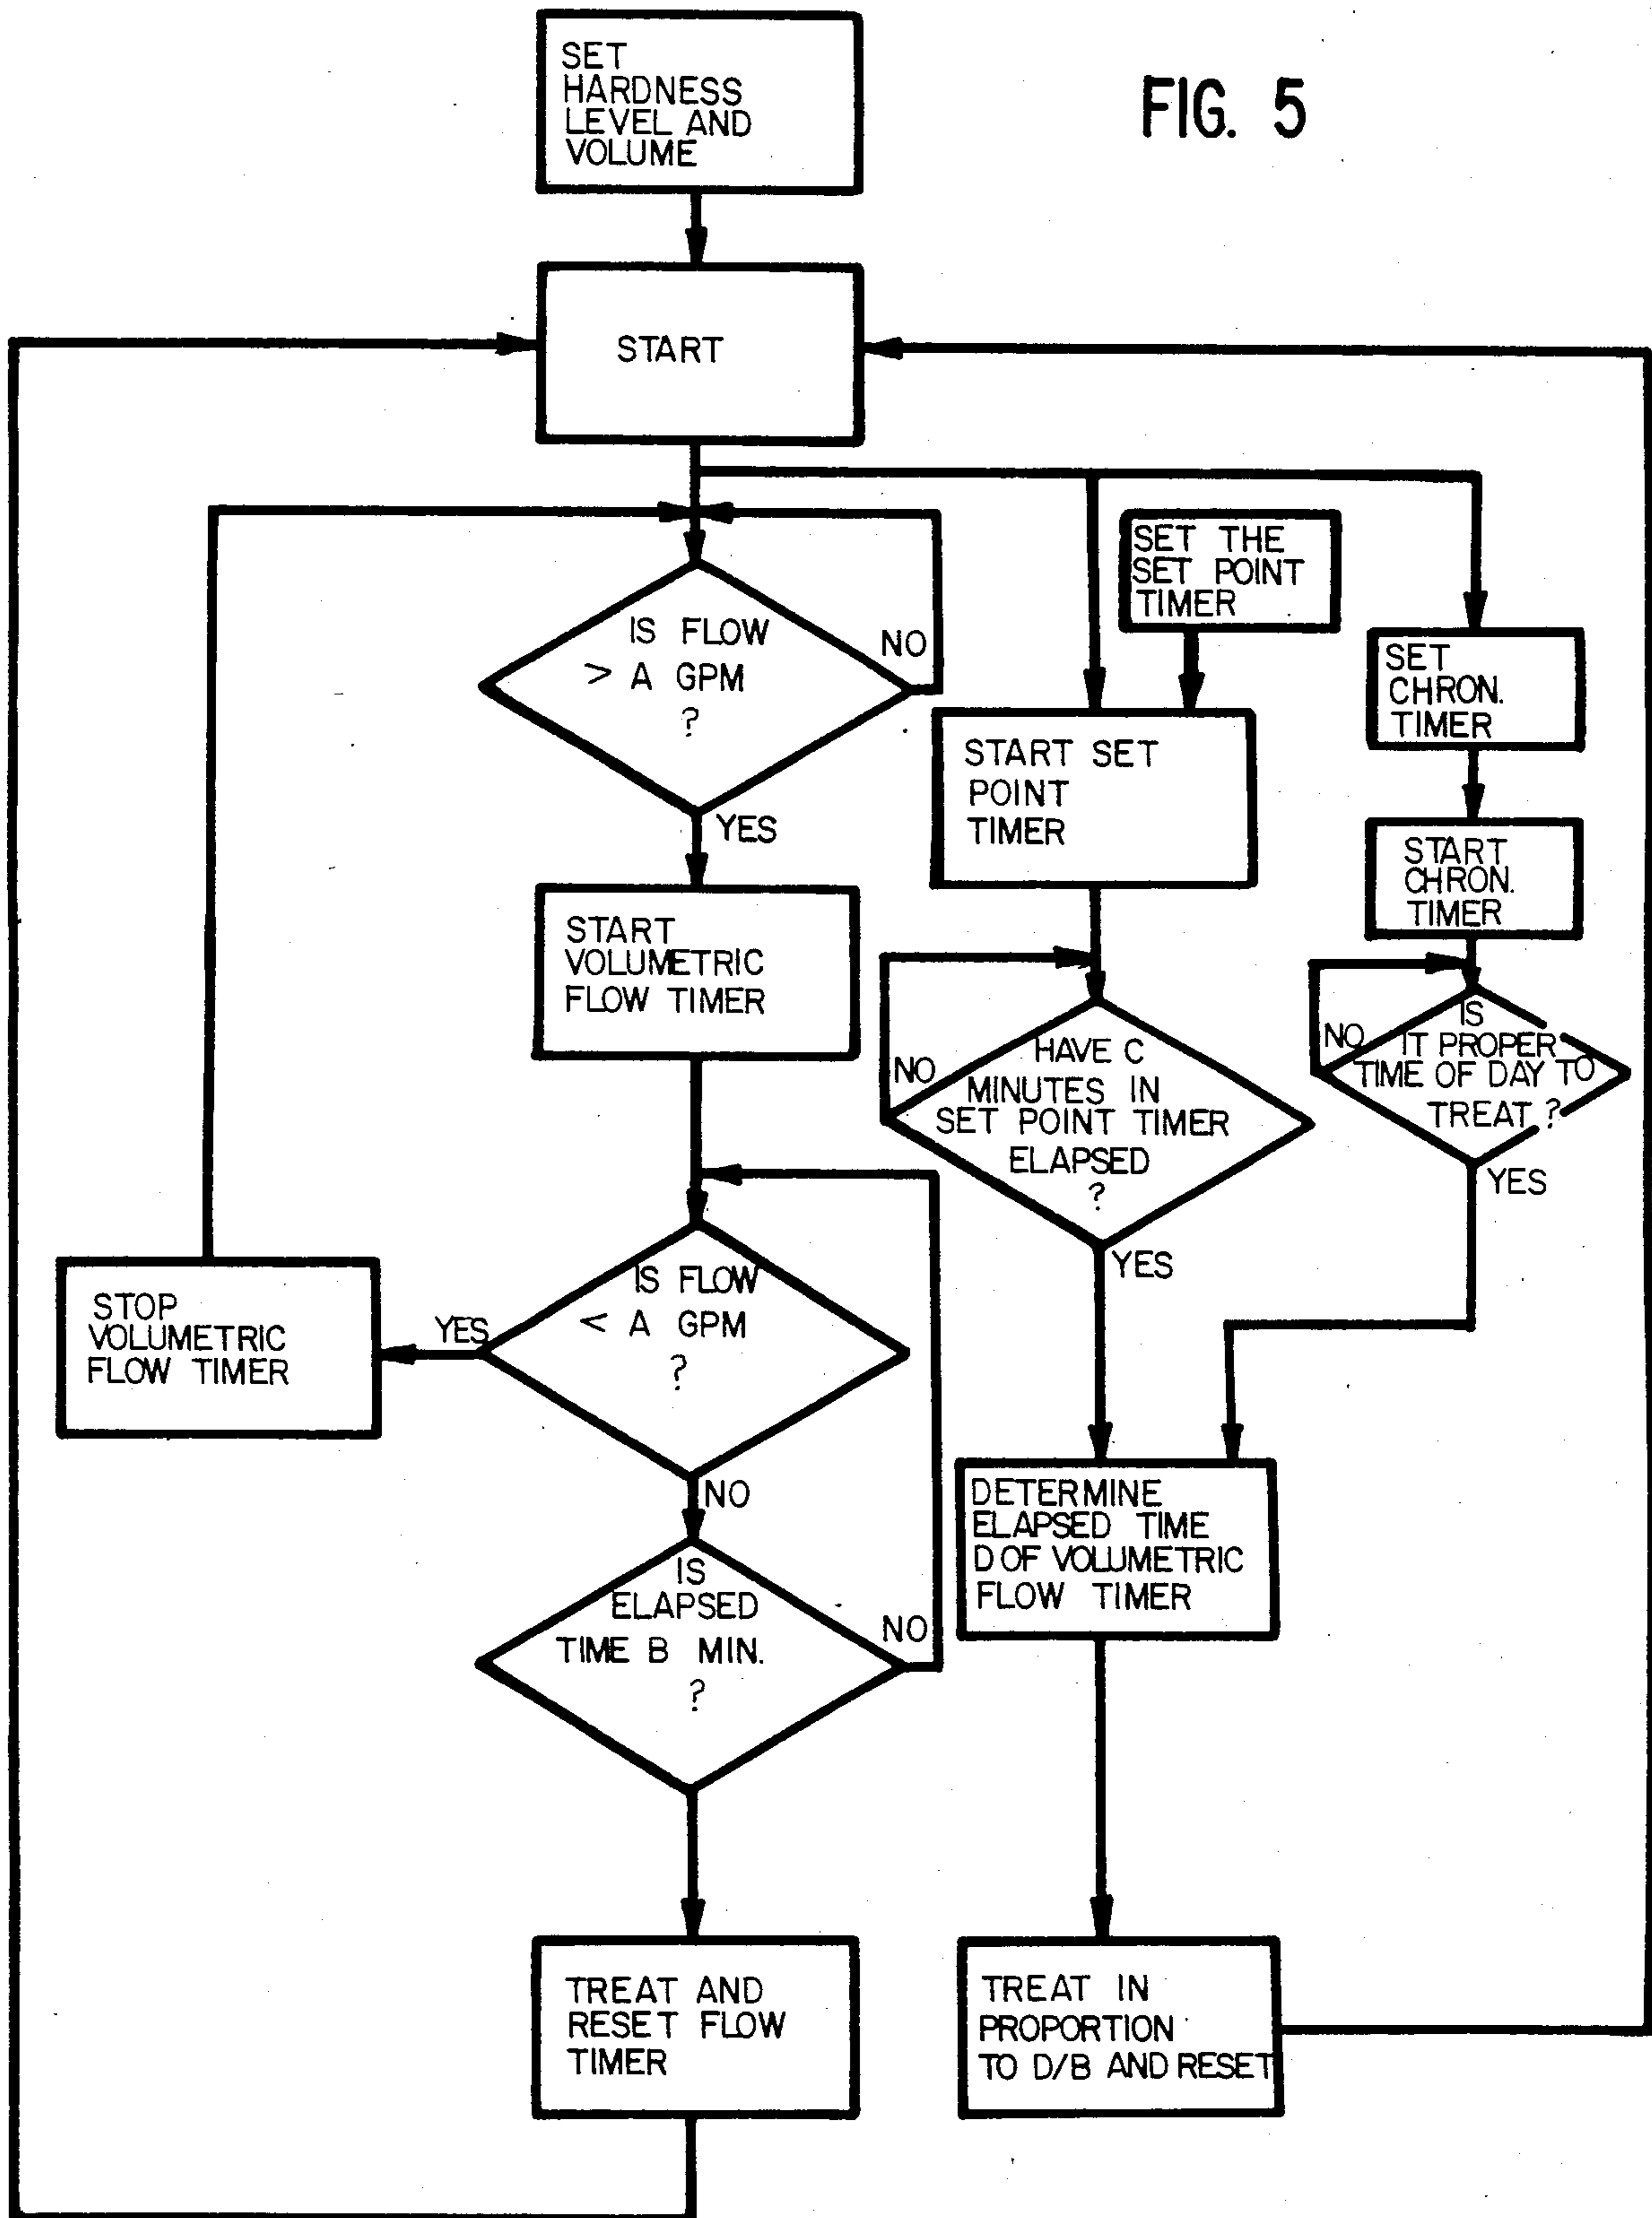 FIG. 5
SET
HARDNESS
LEVEL AND
VOLUME
START
IS FLOW
> A GPM
?
NO
YES
START
VOLUMETRIC
FLOW TIMER
IS FLOW
< A GPM
?
YES
NO
STOP
VOLUMETRIC
FLOW TIMER
IS
ELAPSED
TIME B MIN.
?
NO
TREAT AND
RESET FLOW
TIMER
SET THE
SET POINT
TIMER
START SET
POINT
TIMER
HAVE C
MINUTES IN
SET POINT TIMER
ELAPSED
?
NO
YES
SET
CHRON.
TIMER
START
CHRON.
TIMER
IS
IT PROPER
TIME OF DAY TO
TREAT ?
NO
YES
DETERMINE
ELAPSED TIME
D OF VOLUMETRIC
FLOW TIMER
TREAT IN
PROPORTION
TO D/B AND RESET